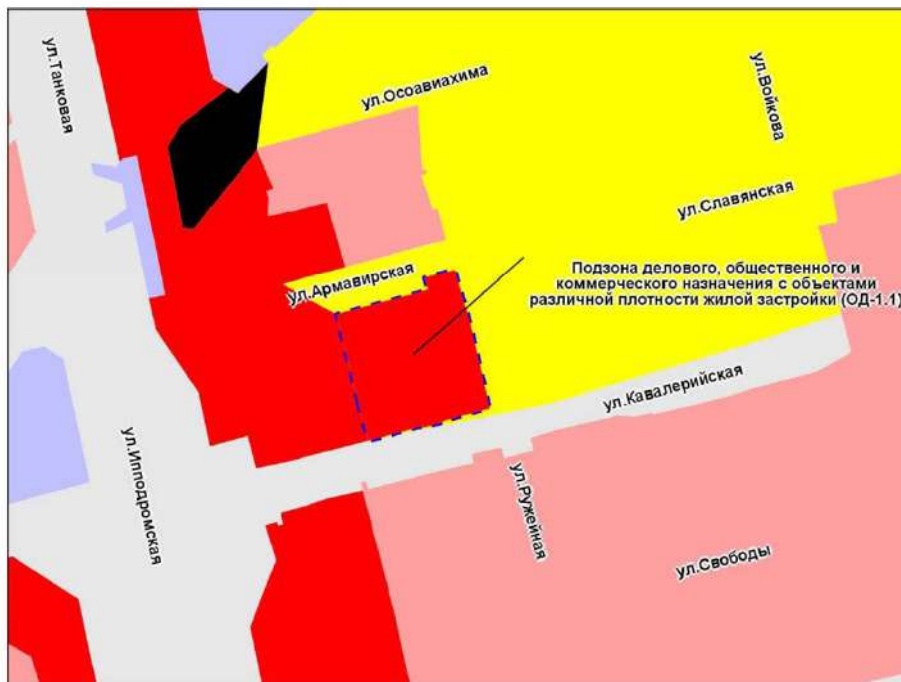 ул.Танковая
ул.Осоавиахима
ул.Войкова
ул.Славянская
ул.Армавирская
Подзона делового, общественного и
коммерческого назначения с объектами
различной плотности жилой застройки (ОД-1.1)
ул.Кавалерийская
ул.Ипподромская
ул.Ружейная
ул.Свободы